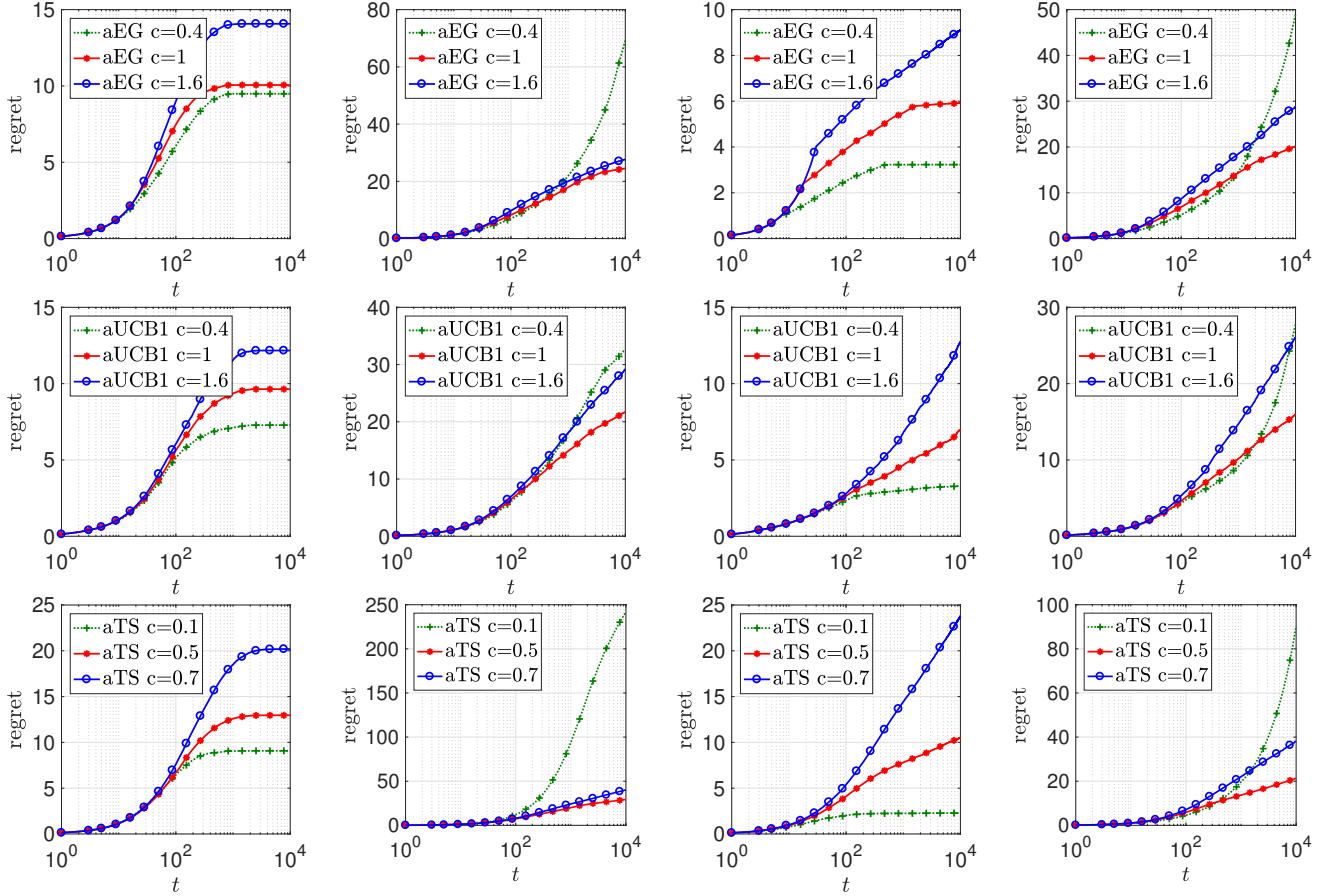 15
10
5
0
regret
aEG c=0.4
aEG c=1
aEG c=1.6
10^0 10^2 10^4
t
80
60
40
20
0
regret
aEG c=0.4
aEG c=1
aEG c=1.6
10^0 10^2 10^4
t
10
8
6
4
2
0
regret
aEG c=0.4
aEG c=1
aEG c=1.6
10^0 10^2 10^4
t
50
40
30
20
10
0
regret
aEG c=0.4
aEG c=1
aEG c=1.6
10^0 10^2 10^4
t
15
10
5
0
regret
aUCB1 c=0.4
aUCB1 c=1
aUCB1 c=1.6
10^0 10^2 10^4
t
40
30
20
10
0
regret
aUCB1 c=0.4
aUCB1 c=1
aUCB1 c=1.6
10^0 10^2 10^4
t
15
10
5
0
regret
aUCB1 c=0.4
aUCB1 c=1
aUCB1 c=1.6
10^0 10^2 10^4
t
30
20
10
0
regret
aUCB1 c=0.4
aUCB1 c=1
aUCB1 c=1.6
10^0 10^2 10^4
t
25
20
15
10
5
0
regret
aTS c=0.1
aTS c=0.5
aTS c=0.7
10^0 10^2 10^4
t
250
200
150
100
50
0
regret
aTS c=0.1
aTS c=0.5
aTS c=0.7
10^0 10^2 10^4
t
25
20
15
10
5
0
regret
aTS c=0.1
aTS c=0.5
aTS c=0.7
10^0 10^2 10^4
t
100
80
60
40
20
0
regret
aTS c=0.1
aTS c=0.5
aTS c=0.7
10^0 10^2 10^4
t